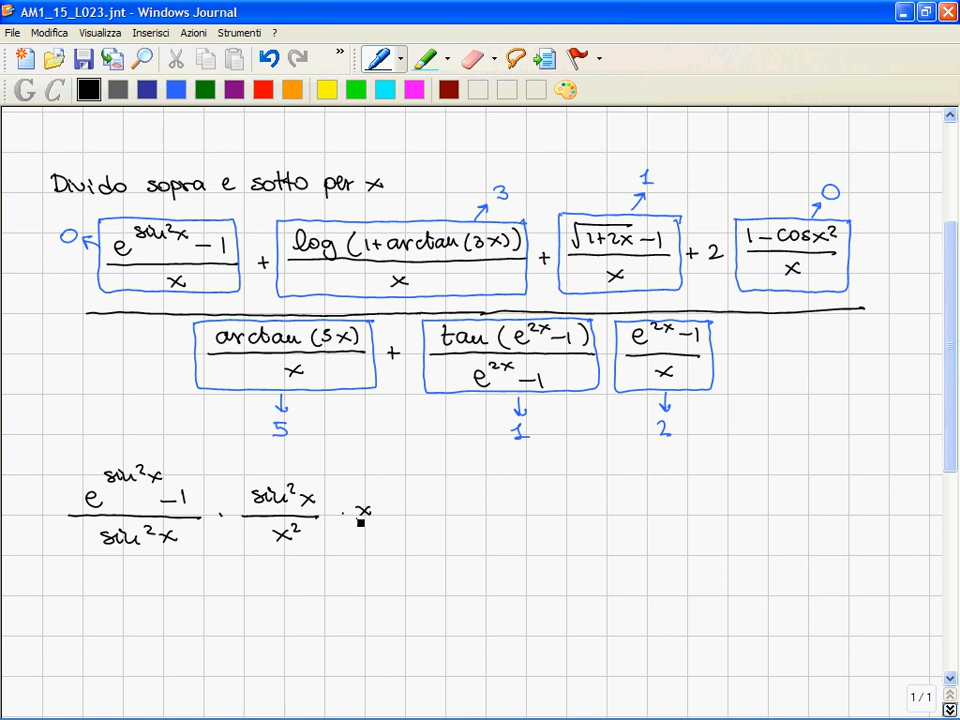 AM1_15_L023.jnt - Windows Journal
File Modifica Visualizza Inserisci Azioni Strumenti ?
»
G C
Divido sopra e sotto per x
0 3 1 0
e^{sin²x} - 1 / x + log (1+arctan (3x)) / x + √(1+2x) - 1 / x + 2 1 - cos x² / x
arctan (5x) / x + tan (e^{2x} - 1) / e^{2x} - 1 e^{2x} - 1 / x
5 1 2
e^{sin²x} - 1 / sin²x · sin²x / x² · x
1 / 1